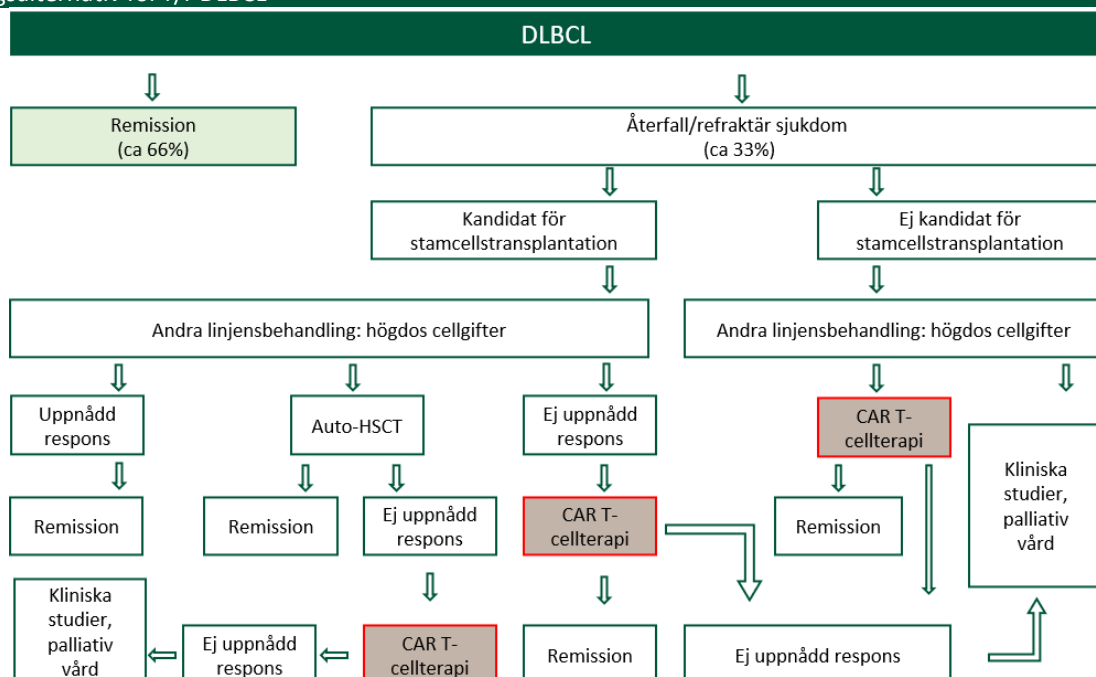 DLBCL
Remission
(ca 66%)
Återfall/refraktär sjukdom
(ca 33%)
Kandidat för
stamcellstransplantation
Ej kandidat för
stamcellstransplantation
Andra linjensbehandling: högdos cellgifter
Andra linjensbehandling: högdos cellgifter
Uppnådd
respons
Auto-HSCT
Ej uppnådd
respons
CAR T-
cellterapi
Kliniska
studier,
palliativ
vård
Remission
Remission
Ej uppnådd
respons
CAR T-
cellterapi
Remission
Kliniska
studier,
palliativ
vård
Ej uppnådd
respons
CAR T-
cellterapi
Remission
Ej uppnådd respons